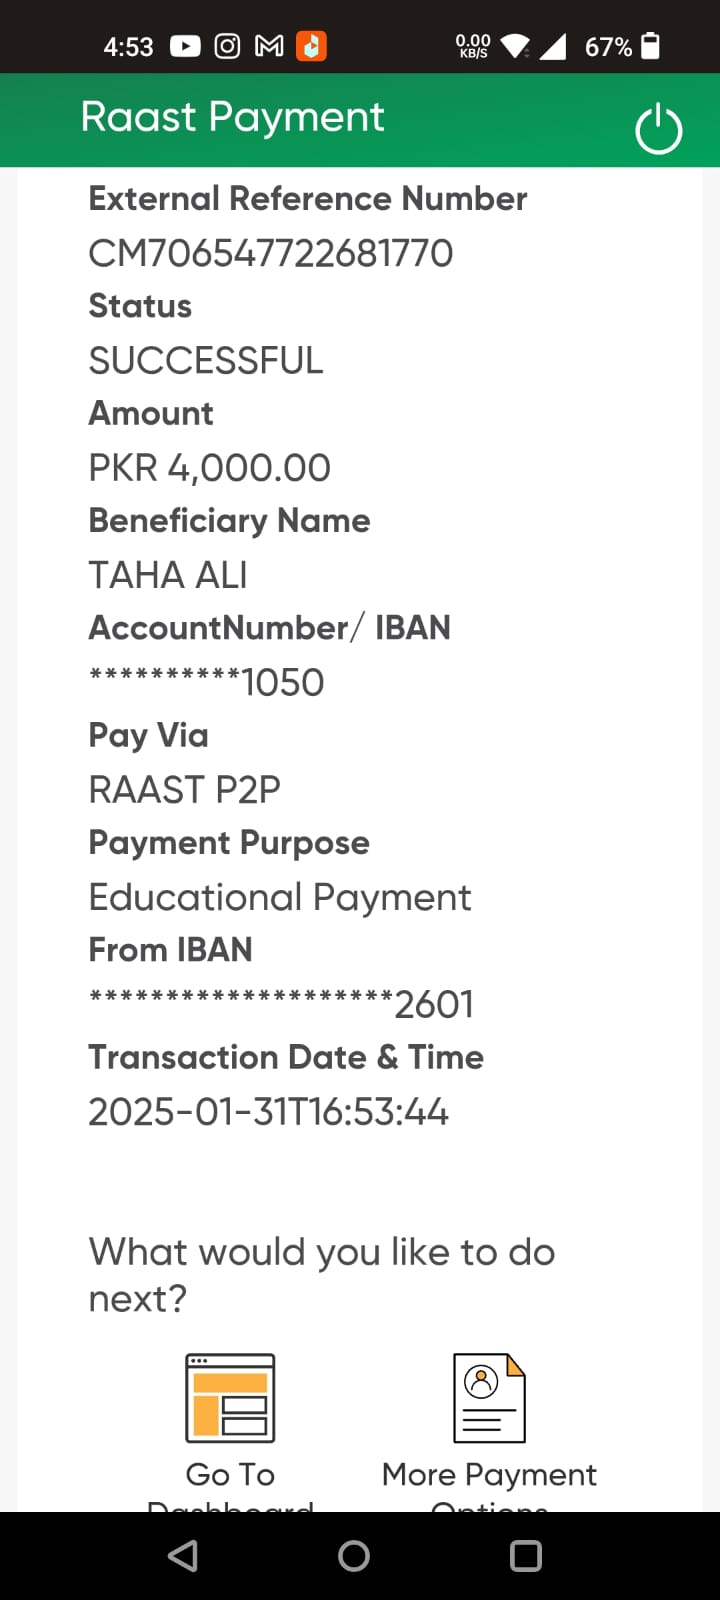 4:53
0.00
KB/S
67%
Raast Payment
External Reference Number
CM706547722681770
Status
SUCCESSFUL
Amount
PKR 4,000.00
Beneficiary Name
TAHA ALI
AccountNumber/ IBAN
**********1050
Pay Via
RAAST P2P
Payment Purpose
Educational Payment
From IBAN
********************2601
Transaction Date & Time
2025-01-31T16:53:44
What would you like to do
next?
Go To
Dashboard
More Payment
Options